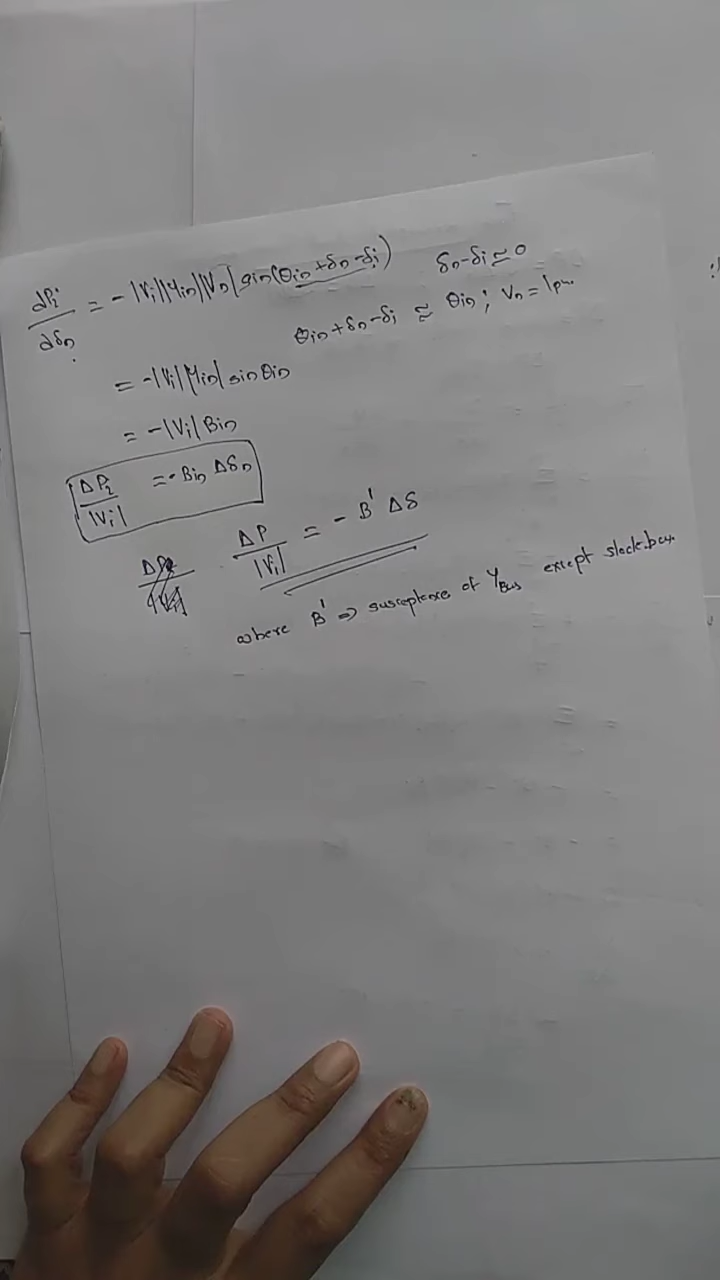 dPi/dδn = -|Vi||Yin||Vn| sin(θin+δn-δi) δn-δi ≃ 0
θin+δn-δi ≃ θin ; Vn = 1pu.
= -|Vi||Yin| sin θin
= -|Vi| Bin
ΔPi/|Vi| = -Bin Δδn
ΔP/|Vi| = - B' Δδ
where B' ⇒ susceptence of YBus except slack bus.